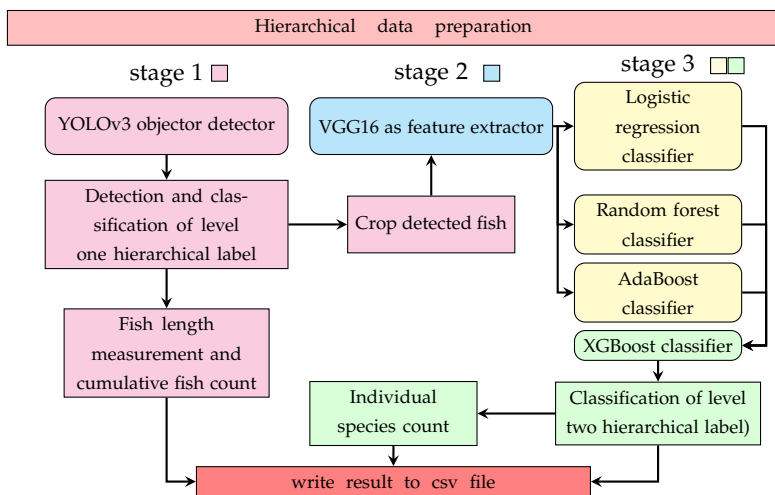 Hierarchical data preparation
stage 1
stage 2
stage 3
YOLOv3 objector detector
VGG16 as feature extractor
Logistic
regression
classifier
Detection and clas-
sification of level
one hierarchical label
Crop detected fish
Random forest
classifier
AdaBoost
classifier
Fish length
measurement and
cumulative fish count
XGBoost classifier
Individual
species count
Classification of level
two hierarchical label)
write result to csv file